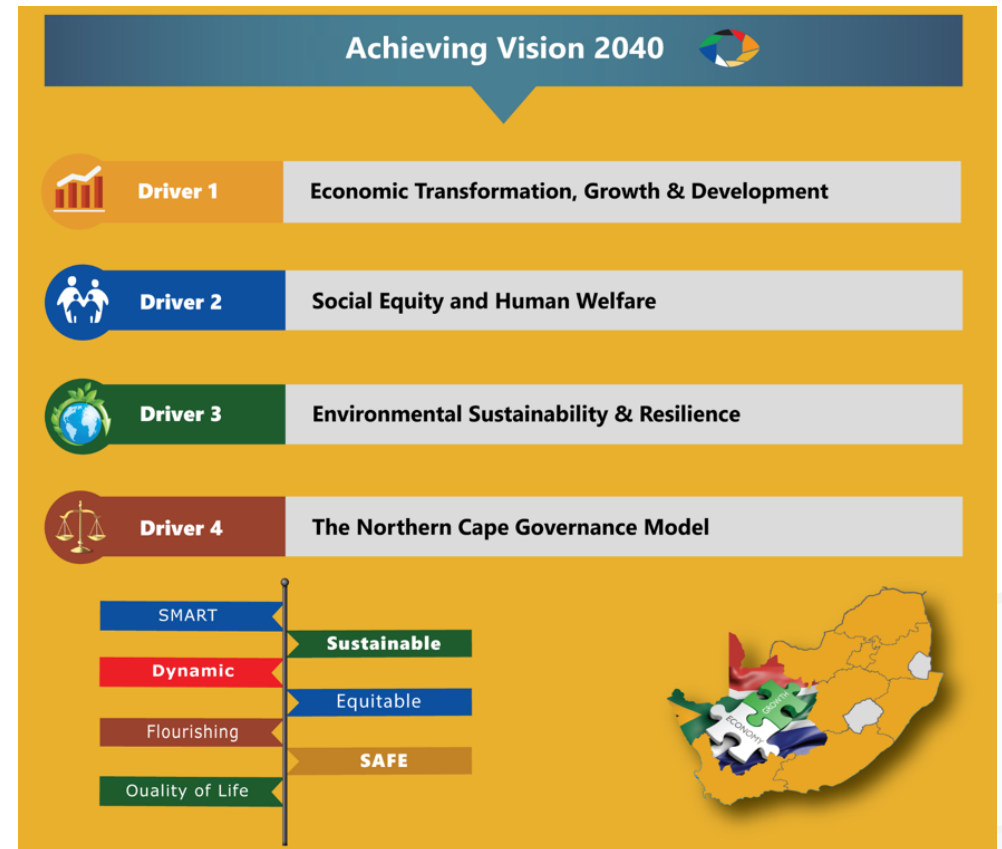 Achieving Vision 2040
Driver 1
Economic Transformation, Growth & Development
Driver 2
Social Equity and Human Welfare
Driver 3
Environmental Sustainability & Resilience
Driver 4
The Northern Cape Governance Model
SMART
Sustainable
Dynamic
Equitable
Flourishing
SAFE
Ouality of Life
GROWTH
ECONOMY